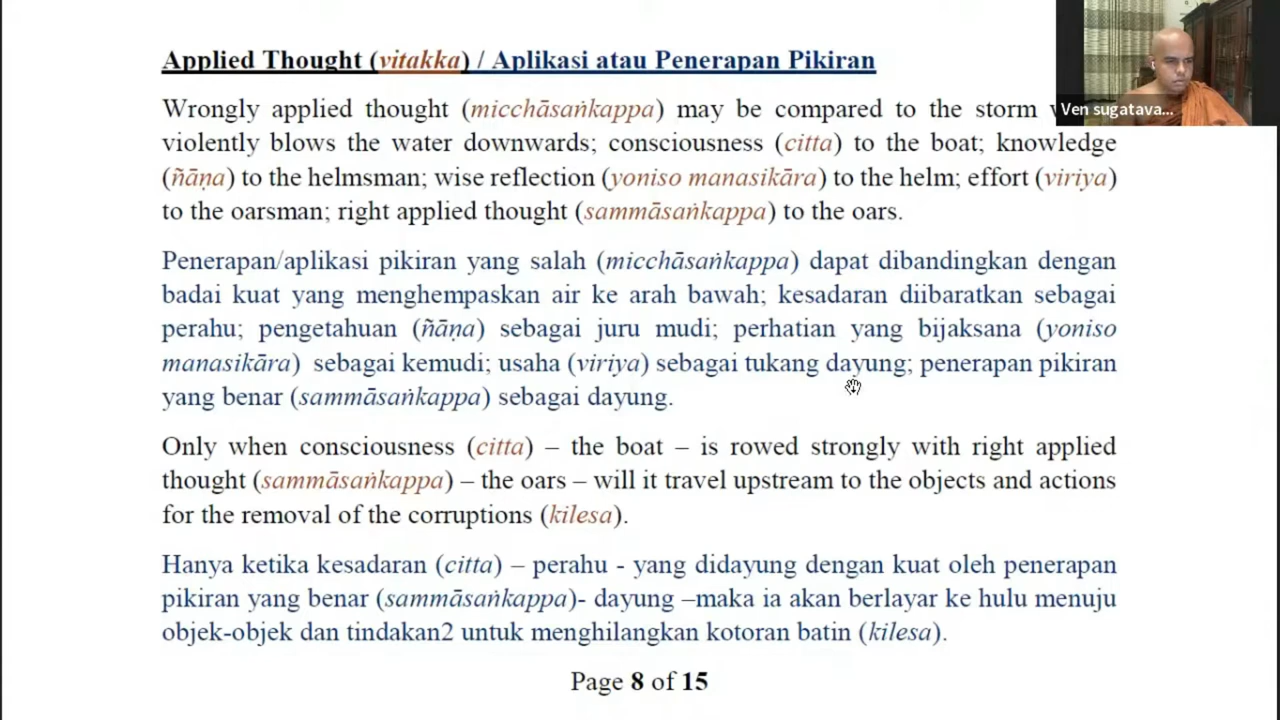 Applied Thought (vitakka) / Aplikasi atau Penerapan Pikiran
Wrongly applied thought (micchāsaṅkappa) may be compared to the storm
violently blows the water downwards; consciousness (citta) to the boat; knowledge
(ñāṇa) to the helmsman; wise reflection (yoniso manasikāra) to the helm; effort (viriya)
to the oarsman; right applied thought (sammāsaṅkappa) to the oars.
Penerapan/aplikasi pikiran yang salah (micchāsaṅkappa) dapat dibandingkan dengan
badai kuat yang menghempaskan air ke arah bawah; kesadaran diibaratkan sebagai
perahu; pengetahuan (ñāṇa) sebagai juru mudi; perhatian yang bijaksana (yoniso
manasikāra) sebagai kemudi; usaha (viriya) sebagai tukang dayung; penerapan pikiran
yang benar (sammāsaṅkappa) sebagai dayung.
Only when consciousness (citta) – the boat – is rowed strongly with right applied
thought (sammāsaṅkappa) – the oars – will it travel upstream to the objects and actions
for the removal of the corruptions (kilesa).
Hanya ketika kesadaran (citta) – perahu - yang didayung dengan kuat oleh penerapan
pikiran yang benar (sammāsaṅkappa)- dayung –maka ia akan berlayar ke hulu menuju
objek-objek dan tindakan2 untuk menghilangkan kotoran batin (kilesa).
Page 8 of 15
Ven sugatava...